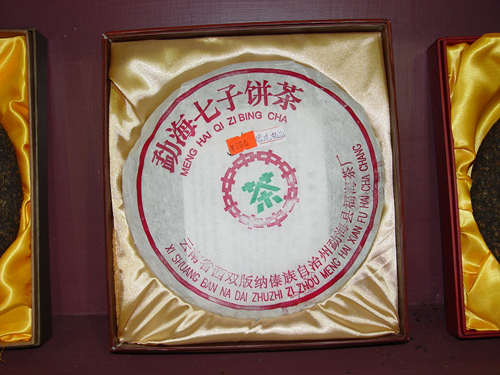 勐海七子饼茶
MENG HAI QI ZI BING CHA
茶
云南省西双版纳傣族自治州勐海县福海茶厂
XI SHUANG BAN NA DAI ZHUZHI ZI ZHOU MENG HAI XIAN FU HAI CHA CHANG